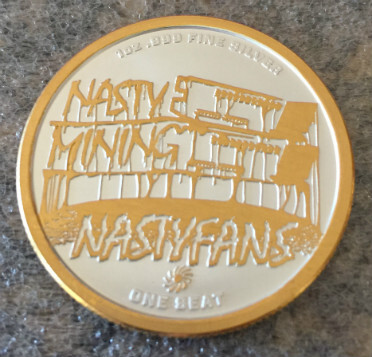 1oz .999 FINE SILVER
NASTY
MINING
NASTYFANS
ONE SEAT